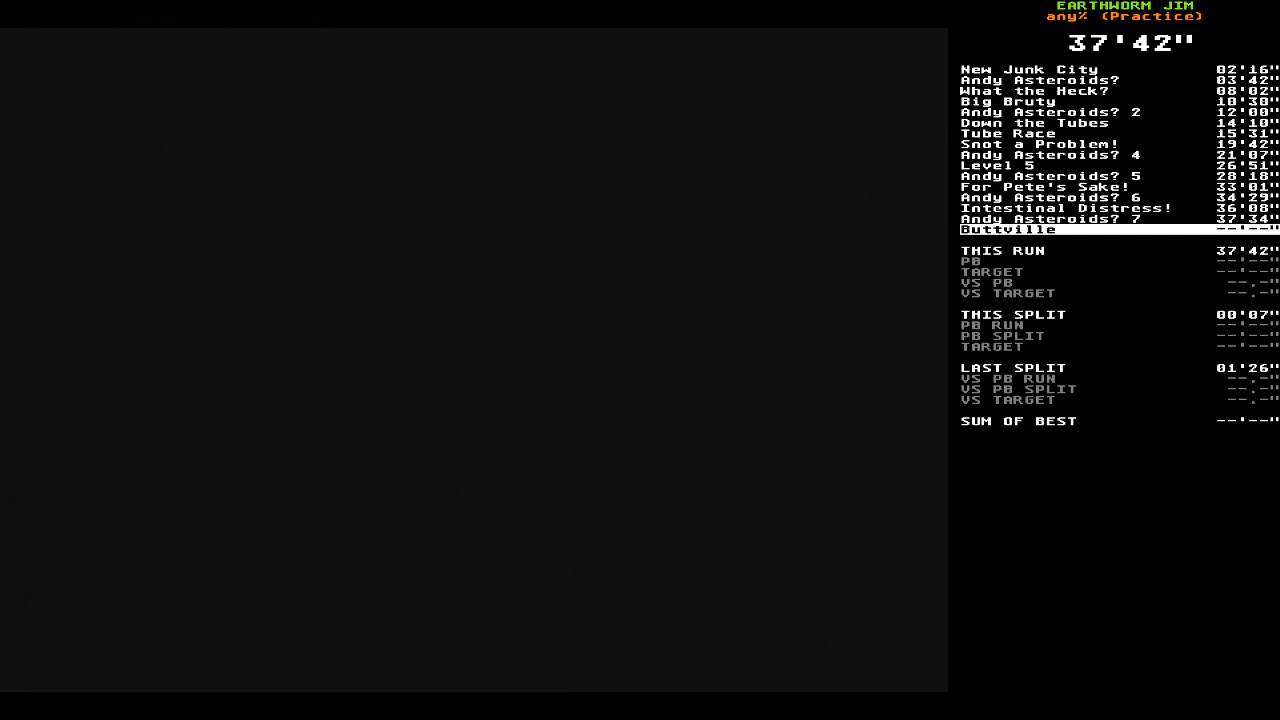 EARTHWORM JIM
any% (Practice)
37'42"
New Junk City 02'16"
Andy Asteroids? 03'42"
What the Heck? 08'02"
Big Bruty 10'30"
Andy Asteroids? 2 12'00"
Down the Tubes 14'10"
Tube Race 15'31"
Snot a Problem! 19'42"
Andy Asteroids? 4 21'07"
Level 5 26'51"
Andy Asteroids? 5 28'18"
For Pete's Sake! 33'01"
Andy Asteroids? 6 34'29"
Intestinal Distress! 36'08"
Andy Asteroids? 7 37'34"
Buttville --'--"
THIS RUN 37'42"
PB --'--"
TARGET --'--"
VS PB --.-"
VS TARGET --.-"
THIS SPLIT 00'07"
PB RUN --'--"
PB SPLIT --'--"
TARGET --'--"
LAST SPLIT 01'26"
VS PB RUN --.-"
VS PB SPLIT --.-"
VS TARGET --.-"
SUM OF BEST --'--"